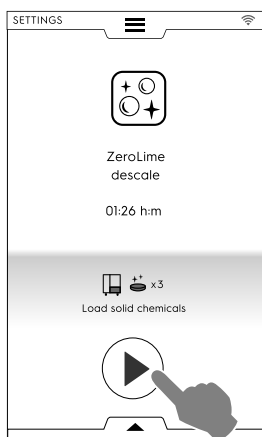 SETTINGS
ZeroLime
descale
01:26 h:m
x3
Load solid chemicals